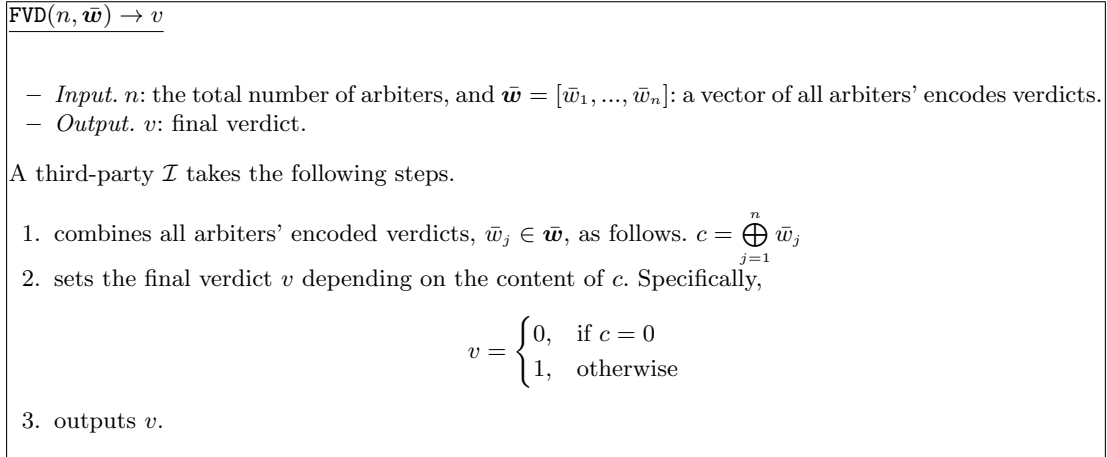 FVD(n, w̄) → v
– Input. n: the total number of arbiters, and w̄ = [w̄₁, ..., w̄ₙ]: a vector of all arbiters’ encodes verdicts.
– Output. v: final verdict.
A third-party ℐ takes the following steps.
1. combines all arbiters’ encoded verdicts, w̄ⱼ ∈ w̄, as follows. c = ⊕ⁿⱼ₌₁ w̄ⱼ
2. sets the final verdict v depending on the content of c. Specifically,
v = { 0, if c = 0
1, otherwise
3. outputs v.